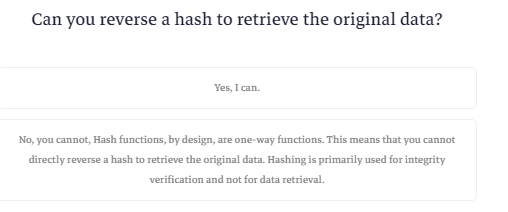 Can you reverse a hash to retrieve the original data?
Yes, I can.
No, you cannot, Hash functions, by design, are one-way functions. This means that you cannot
directly reverse a hash to retrieve the original data. Hashing is primarily used for integrity
verification and not for data retrieval.